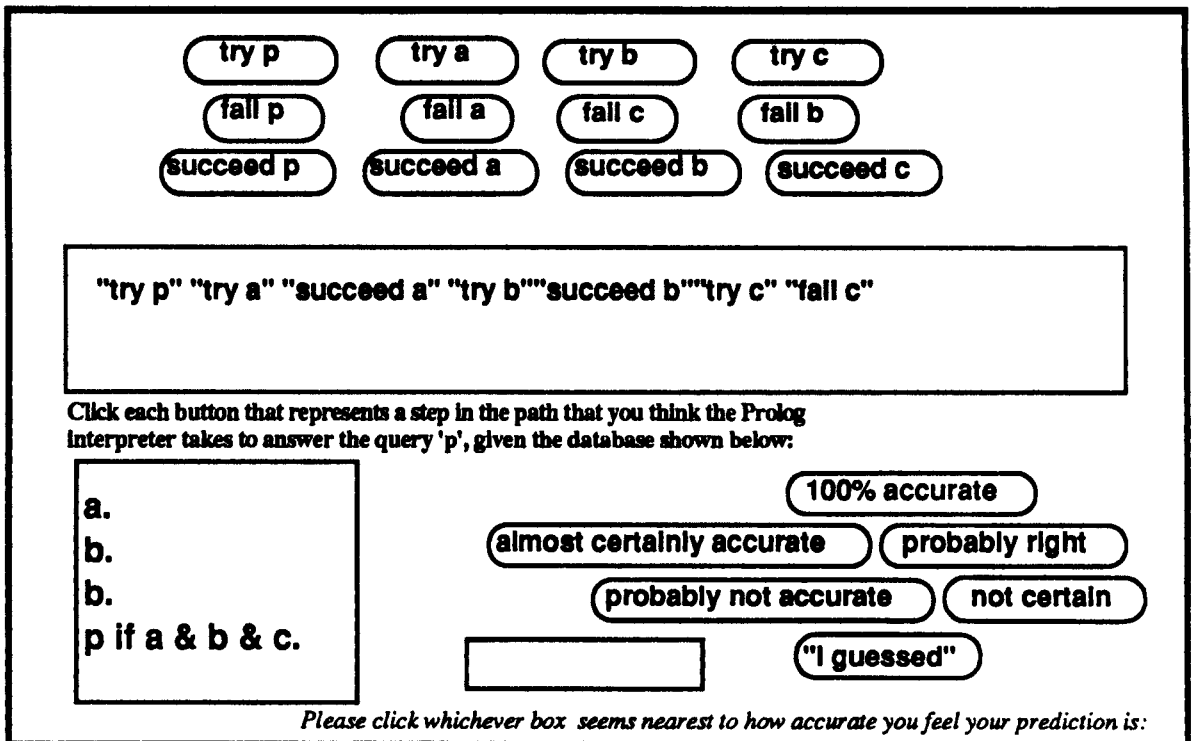 try p try a try b try c
fail p fail a fail c fail b
succeed p succeed a succeed b succeed c
"try p" "try a" "succeed a" "try b""succeed b""try c" "fail c"
Click each button that represents a step in the path that you think the Prolog
interpreter takes to answer the query 'p', given the database shown below:
a.
b.
b.
p if a & b & c.
100% accurate
almost certainly accurate probably right
probably not accurate not certain
"I guessed"
Please click whichever box seems nearest to how accurate you feel your prediction is: